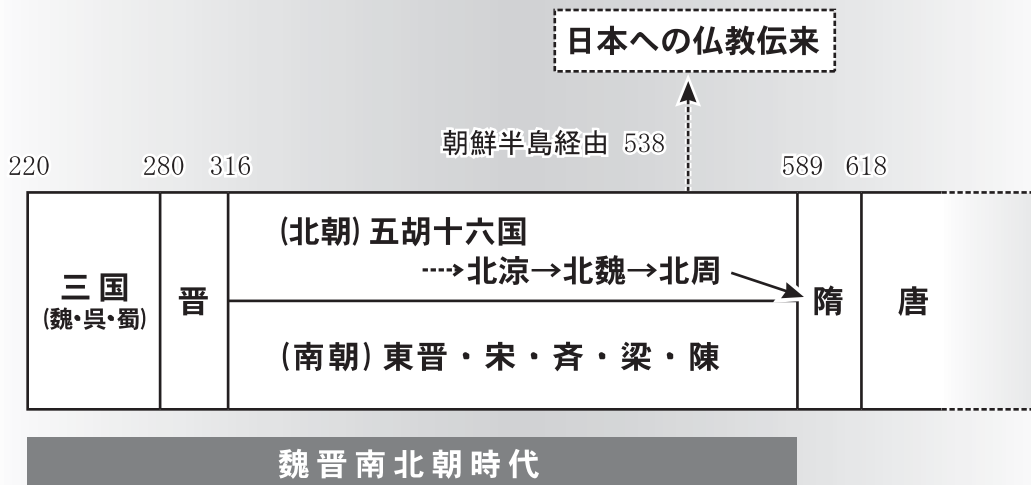 日本への仏教伝来
朝鮮半島経由 538
220 280 316 589 618
(北朝) 五胡十六国
北涼→北魏→北周
三国
(魏・呉・蜀)
晋
隋
唐
(南朝) 東晋・宋・斉・梁・陳
魏晋南北朝時代